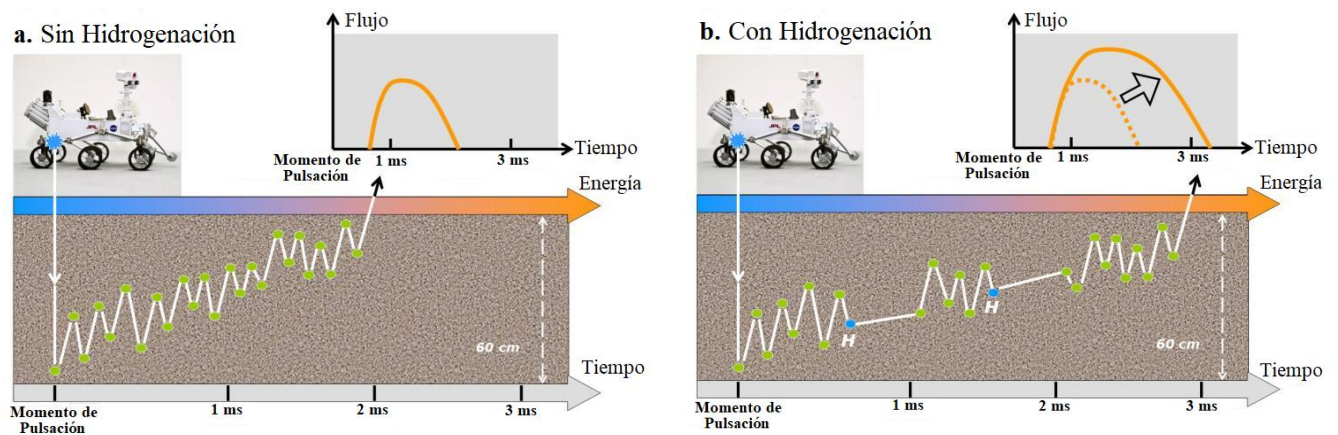 a. Sin Hidrogenación
Flujo
Momento de
Pulsación
1 ms
3 ms
Tiempo
Energía
60 cm
Tiempo
Momento de
Pulsación
1 ms
2 ms
3 ms
b. Con Hidrogenación
Flujo
Momento de
Pulsación
1 ms
3 ms
Tiempo
Energía
H
H
60 cm
Tiempo
Momento de
Pulsación
1 ms
2 ms
3 ms